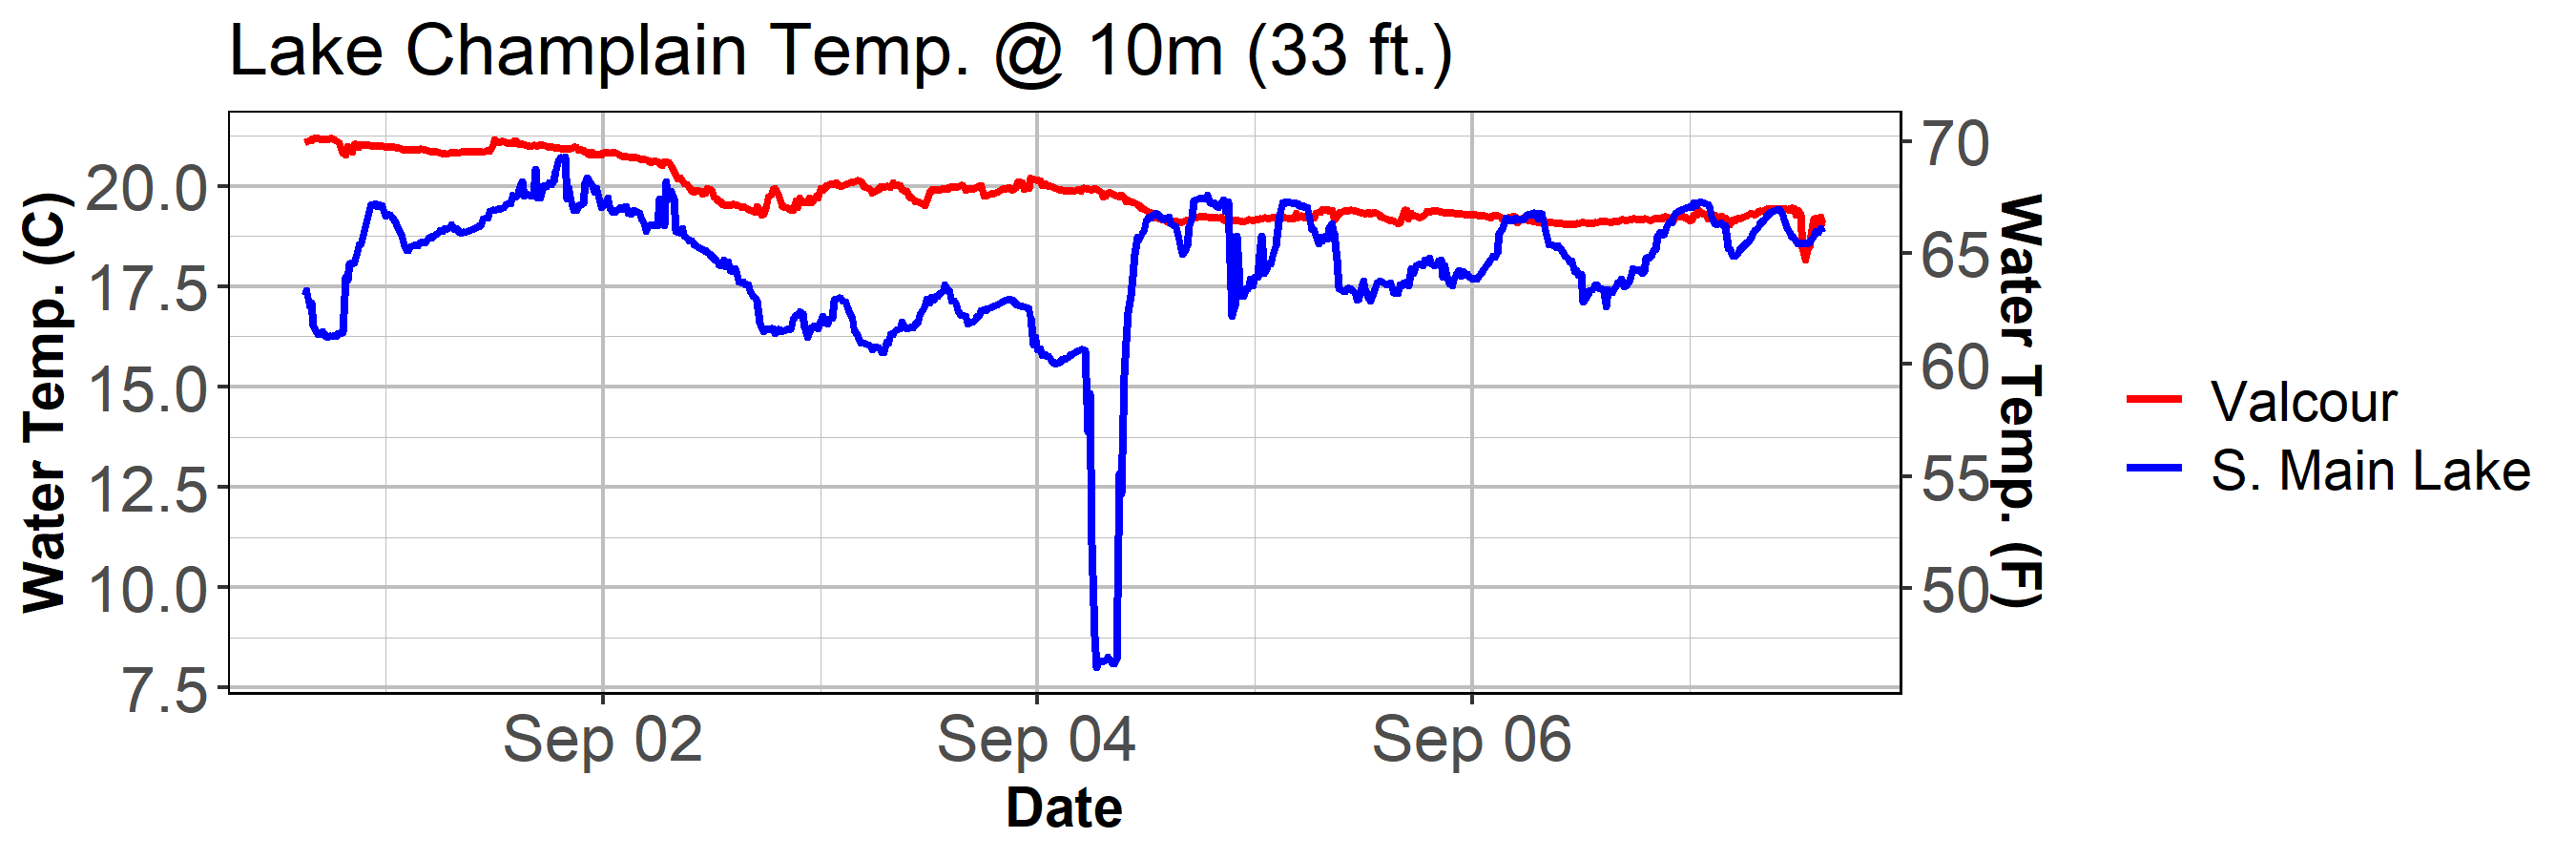 Lake Champlain Temp. @ 10m (33 ft.)
Water Temp. (C)
20.0
17.5
15.0
12.5
10.0
7.5
70
65
60
55
50
Water Temp. (F)
Sep 02
Sep 04
Sep 06
Date
Valcour
S. Main Lake